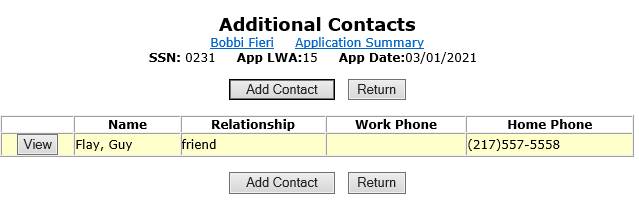 Additional Contacts
Bobbi Fieri Application Summary
SSN: 0231 App LWA:15 App Date:03/01/2021
Add Contact Return
Name Relationship Work Phone Home Phone
View Flay, Guy friend (217)557-5558
Add Contact Return